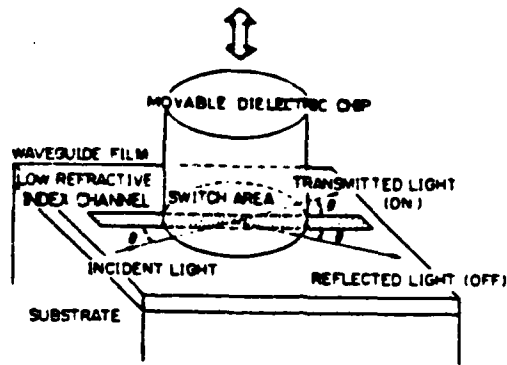 MOVABLE DIELECTRIC CHIP
WAVEGUIDE FILM
LOW REFRACTIVE
INDEX CHANNEL
SWITCH AREA
TRANSMITTED LIGHT
(ON)
θ
θ
θ
INCIDENT LIGHT
REFLECTED LIGHT (OFF)
SUBSTRATE